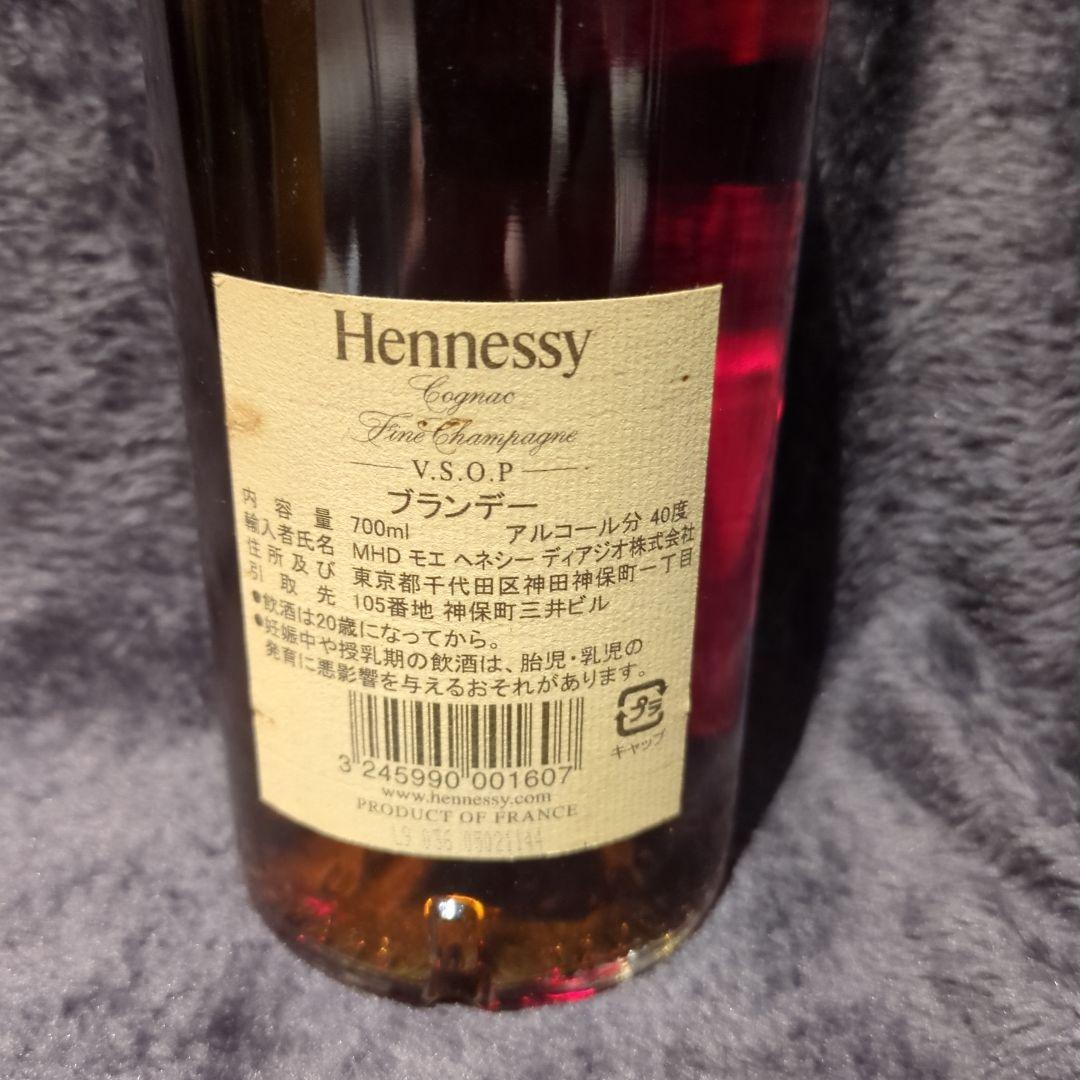 Hennessy
Cognac
Fine Champagne
V.S.O.P
ブランデー
内容量 700ml アルコール分 40度
輸入者氏名 MHD モエ ヘネシー ディアジオ株式会社
住所及び 東京都千代田区神田神保町一丁目
引取先 105番地 神保町三井ビル
●飲酒は20歳になってから。
●妊娠中や授乳期の飲酒は、胎児・乳児の
発育に悪影響を与えるおそれがあります。
プラ
キャップ
3 245990 001607
www.hennessy.com
PRODUCT OF FRANCE
L9 036